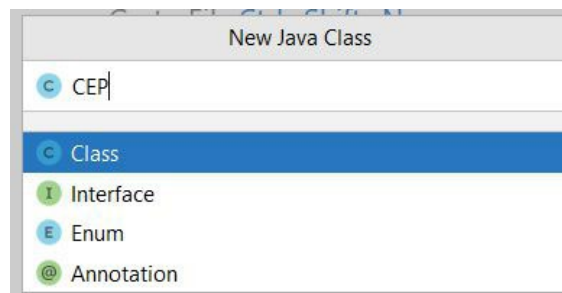 New Java Class
C CEP
C Class
I Interface
E Enum
@ Annotation